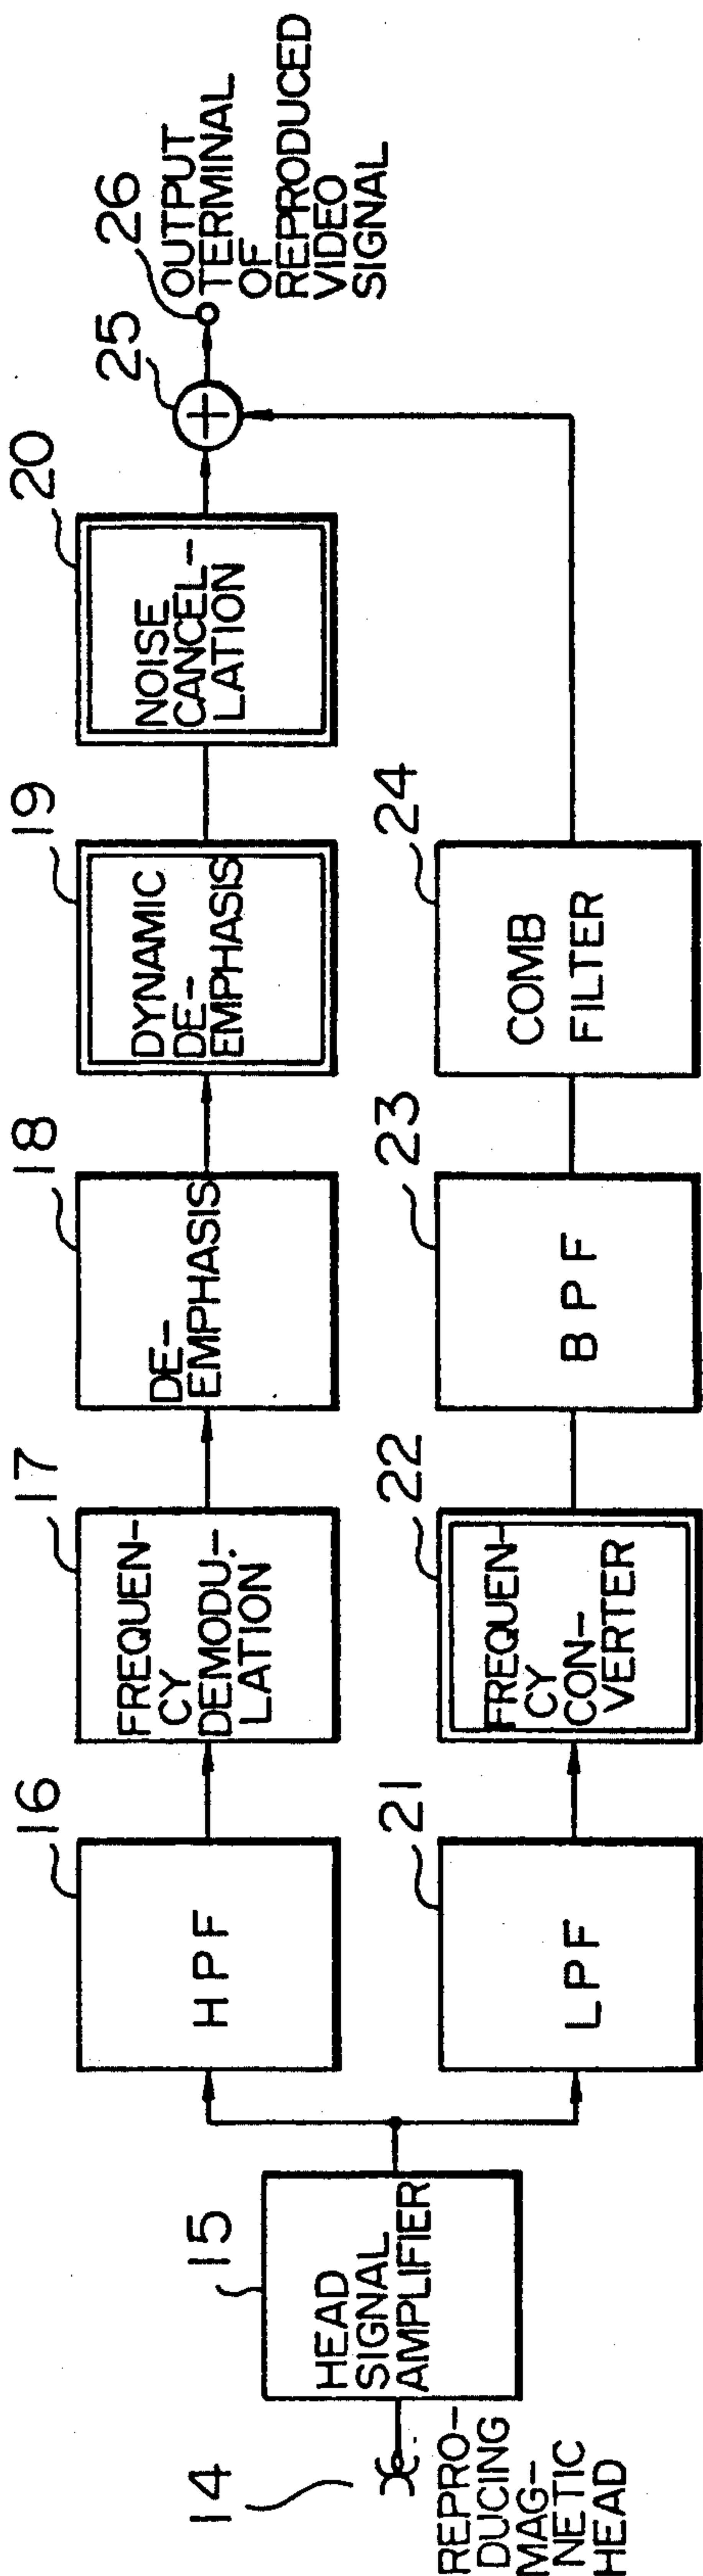 14
REPRO-
DUCING
MAG-
NETIC
HEAD
15
HEAD
SIGNAL
AMPLIFIER
16
HPF
17
FREQUEN-
CY
DEMODU-
LATION
18
DE-
EMPHASIS
19
DYNAMIC
DE-
EMPHASIS
20
NOISE
CANCEL-
LATION
21
LPF
22
FREQUEN-
CY
CON-
VERTER
23
BPF
24
COMB
FILTER
25
26
OUTPUT
TERMINAL
OF
REPRODUCED
VIDEO
SIGNAL